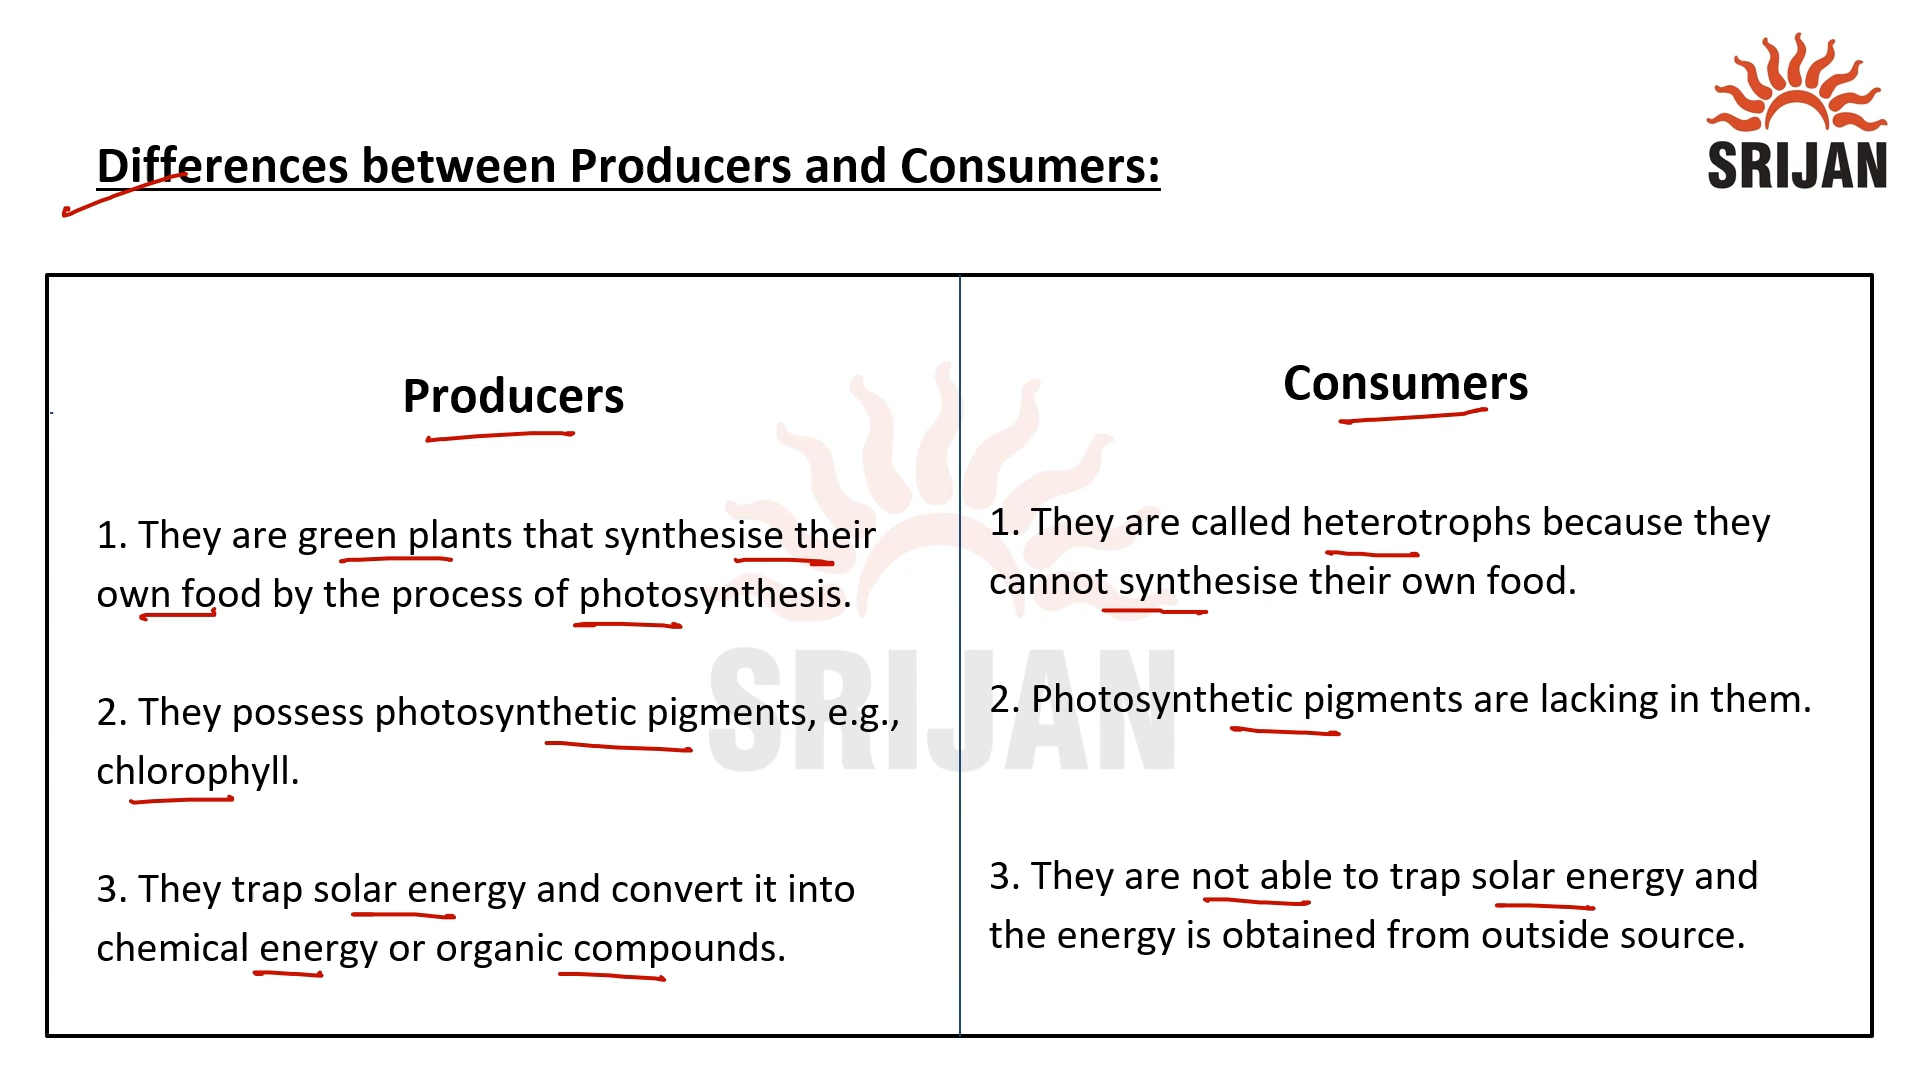 SRIJAN
Differences between Producers and Consumers:
Producers
1. They are green plants that synthesise their
own food by the process of photosynthesis.
2. They possess photosynthetic pigments, e.g.,
chlorophyll.
3. They trap solar energy and convert it into
chemical energy or organic compounds.
Consumers
1. They are called heterotrophs because they
cannot synthesise their own food.
2. Photosynthetic pigments are lacking in them.
3. They are not able to trap solar energy and
the energy is obtained from outside source.
SRIJAN